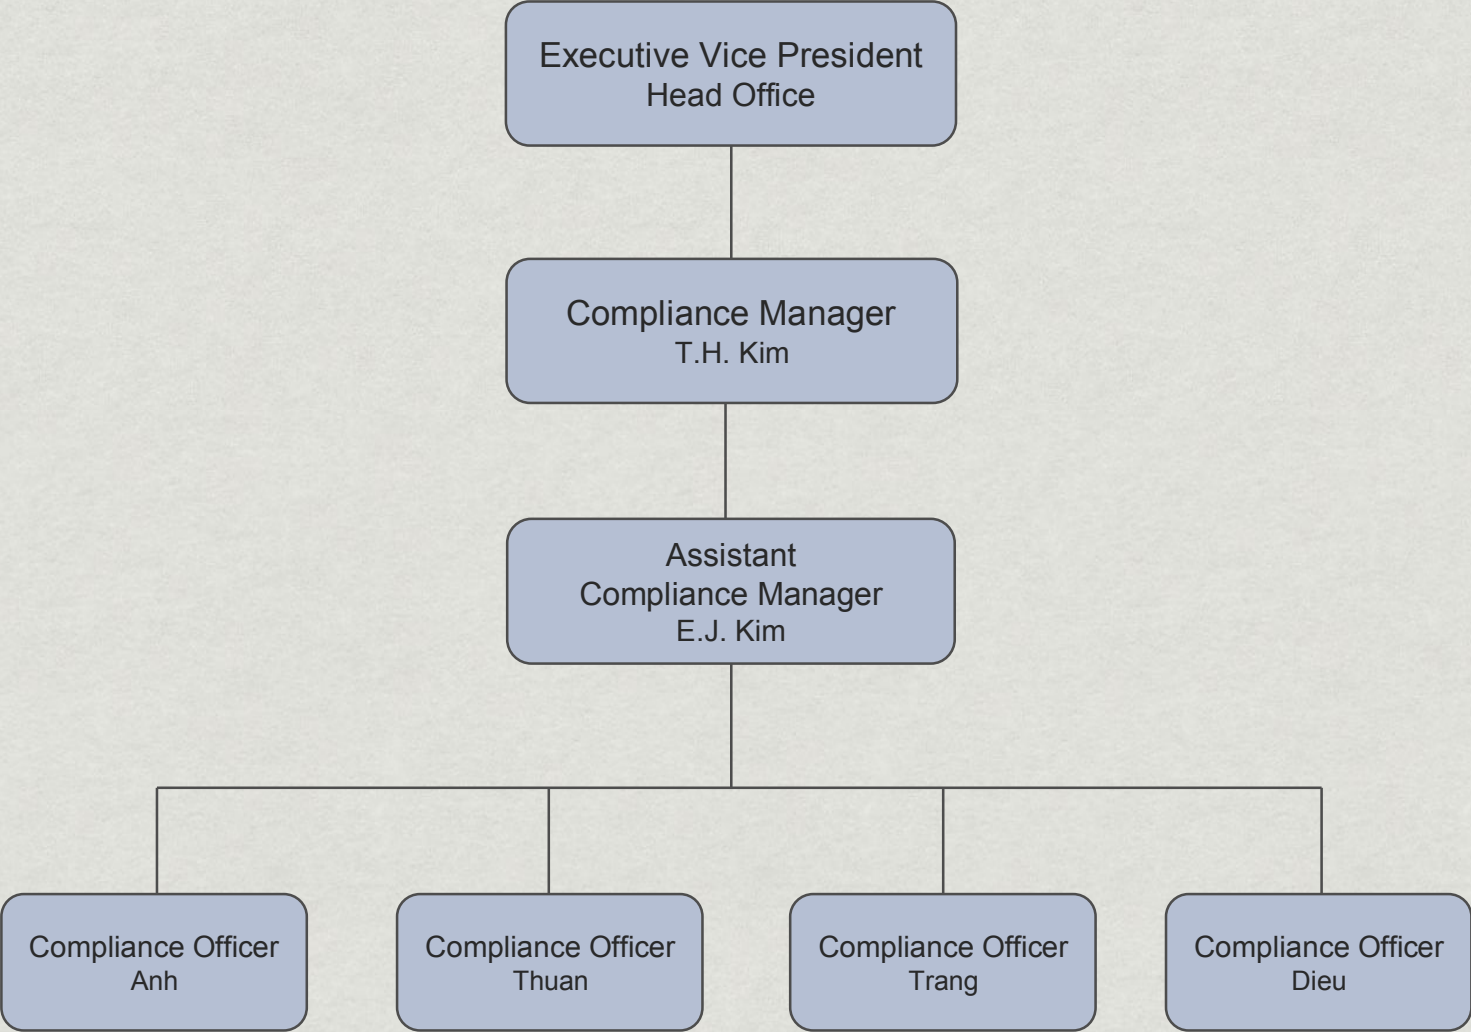 Executive Vice President
Head Office
Compliance Manager
T.H. Kim
Assistant
Compliance Manager
E.J. Kim
Compliance Officer
Anh
Compliance Officer
Thuan
Compliance Officer
Trang
Compliance Officer
Dieu